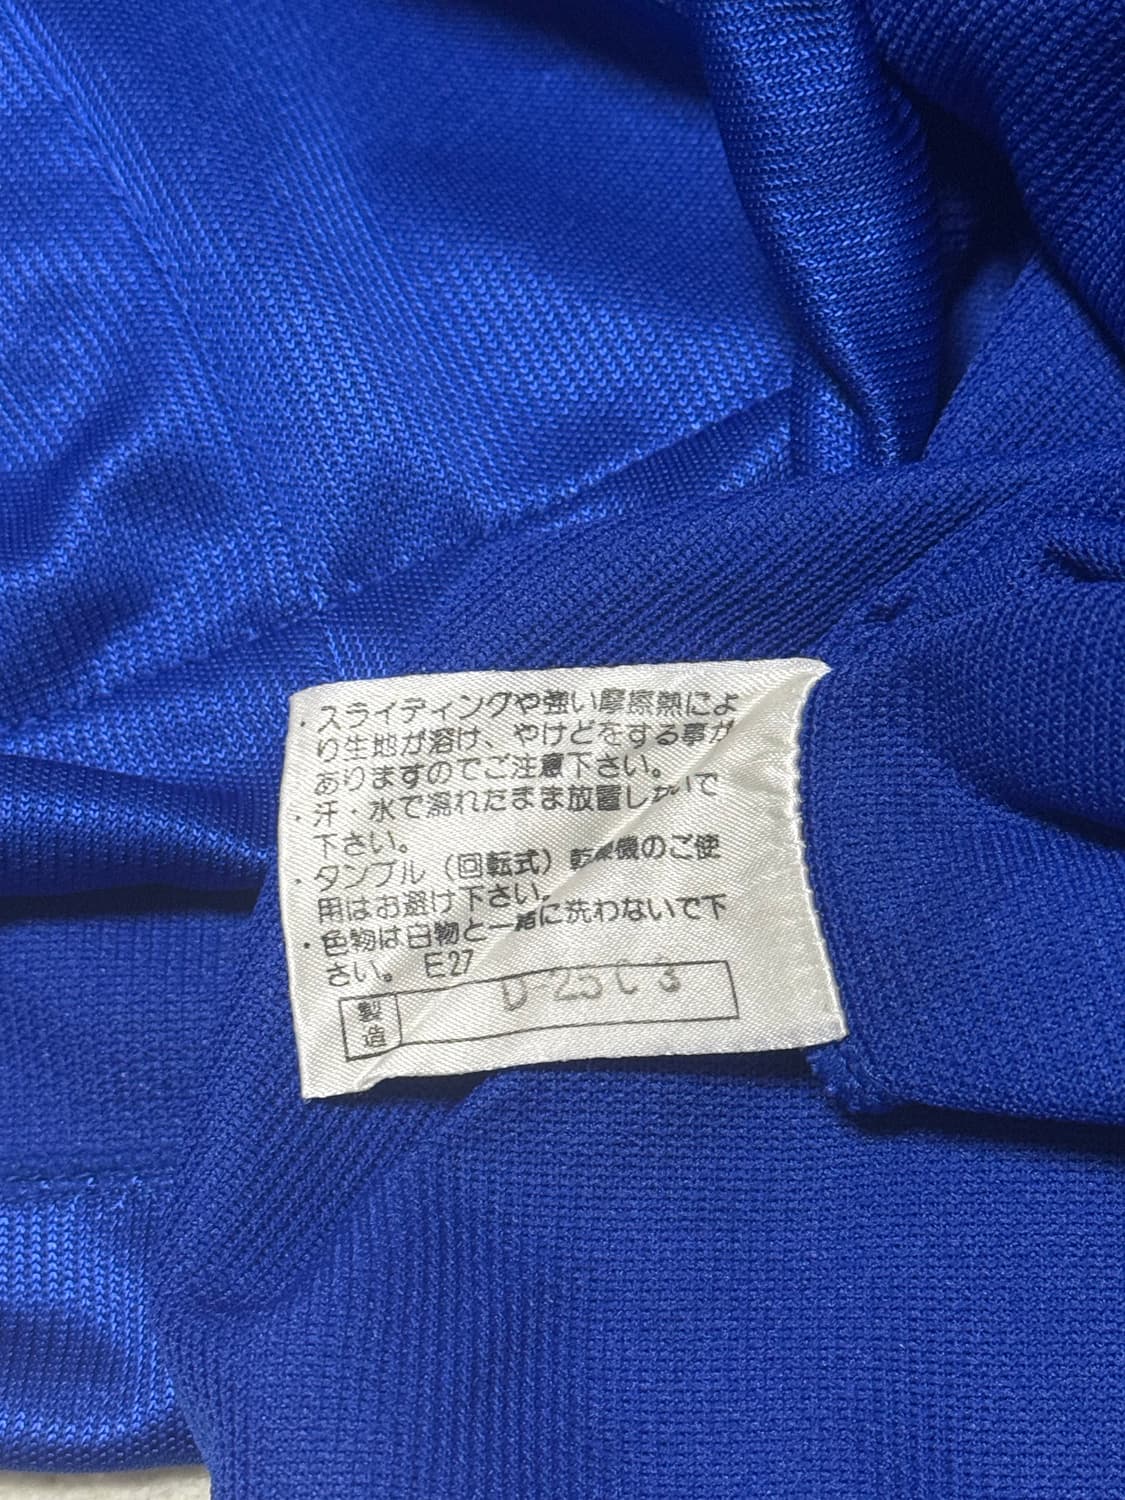 ・スライディングや強い摩擦熱によ
り生地が溶け、やけどをする事が
ありますのでご注意下さい。
・汗・水で濡れたまま放置しないで
下さい。
・タンブル（回転式）乾燥機のご使
用はお避け下さい。
・色物は白物と一緒に洗わないで下
さい。 E27
製造 D-25C3